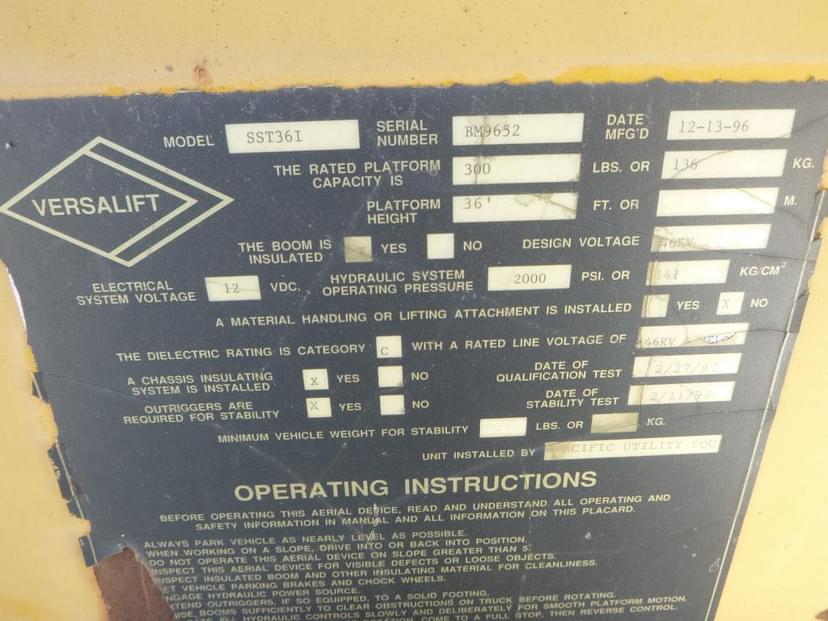 VERSALIFT
MODEL SST36I SERIAL NUMBER BM9652 DATE MFG'D 12-13-96
THE RATED PLATFORM CAPACITY IS 300 LBS. OR 136 KG.
PLATFORM HEIGHT 36' FT. OR M.
THE BOOM IS INSULATED X YES NO DESIGN VOLTAGE 46KV
ELECTRICAL SYSTEM VOLTAGE 12 VDC. HYDRAULIC SYSTEM OPERATING PRESSURE 2000 PSI. OR 141 KG/CM²
A MATERIAL HANDLING OR LIFTING ATTACHMENT IS INSTALLED YES X NO
THE DIELECTRIC RATING IS CATEGORY C WITH A RATED LINE VOLTAGE OF 46KV
A CHASSIS INSULATING SYSTEM IS INSTALLED X YES NO DATE OF QUALIFICATION TEST 2/27/97
OUTRIGGERS ARE REQUIRED FOR STABILITY X YES NO DATE OF STABILITY TEST 2/11/97
MINIMUM VEHICLE WEIGHT FOR STABILITY LBS. OR KG.
UNIT INSTALLED BY CIFIC UTILITY EQU
OPERATING INSTRUCTIONS
BEFORE OPERATING THIS AERIAL DEVICE, READ AND UNDERSTAND ALL OPERATING AND
SAFETY INFORMATION IN MANUAL AND ALL INFORMATION ON THIS PLACARD.
ALWAYS PARK VEHICLE AS NEARLY LEVEL AS POSSIBLE.
WHEN WORKING ON A SLOPE, DRIVE INTO OR BACK INTO POSITION.
DO NOT OPERATE THIS AERIAL DEVICE ON SLOPE GREATER THAN 5°.
INSPECT THIS AERIAL DEVICE FOR VISIBLE DEFECTS OR LOOSE OBJECTS.
INSPECT INSULATED BOOM AND OTHER INSULATING MATERIAL FOR CLEANLINESS.
SET VEHICLE PARKING BRAKES AND CHOCK WHEELS.
ENGAGE HYDRAULIC POWER SOURCE.
EXTEND OUTRIGGERS, IF SO EQUIPPED, TO A SOLID FOOTING.
BOOMS SUFFICIENTLY TO CLEAR OBSTRUCTIONS ON TRUCK BEFORE ROTATING.
ALL HYDRAULIC CONTROLS SLOWLY AND DELIBERATELY FOR SMOOTH PLATFORM MOTION.
ROTATION, COME TO A FULL STOP, THEN REVERSE CONTROL.